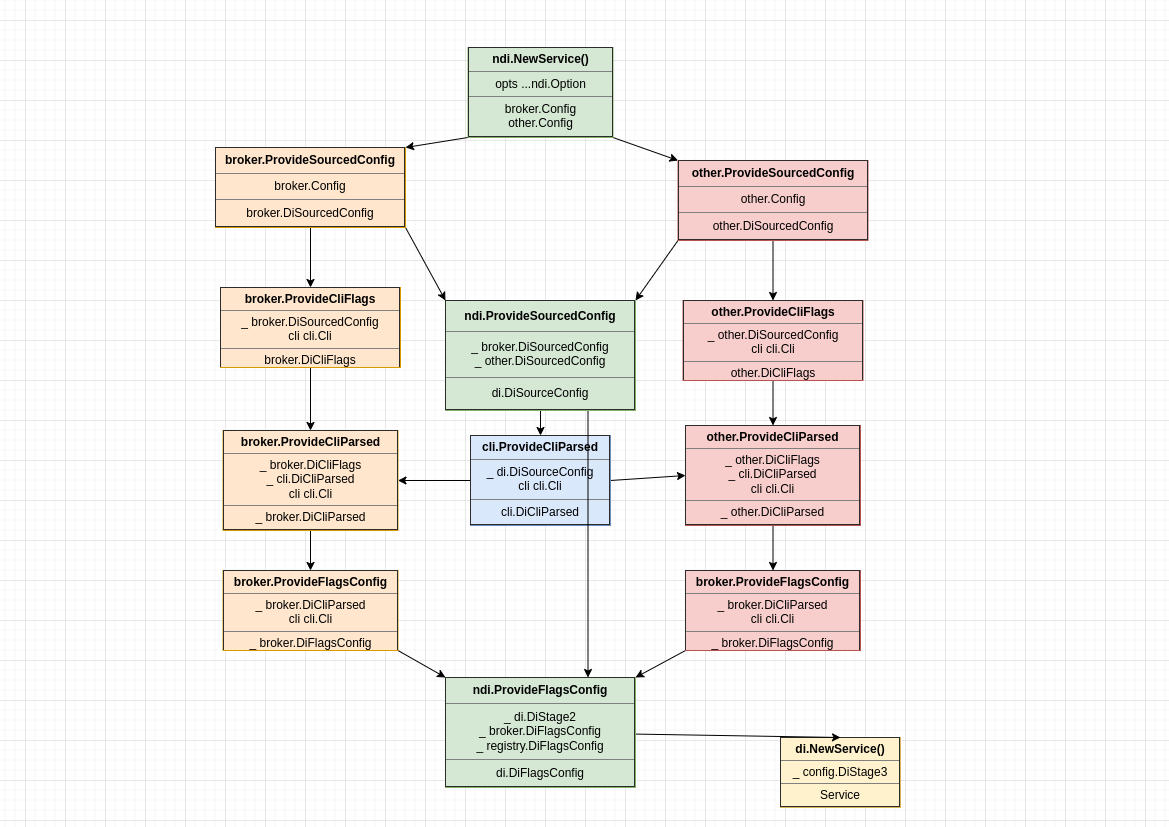 ndi.NewService()
opts ...ndi.Option
broker.Config
other.Config
broker.ProvideSourcedConfig
broker.Config
broker.DiSourcedConfig
other.ProvideSourcedConfig
other.Config
other.DiSourcedConfig
broker.ProvideCliFlags
_ broker.DiSourcedConfig
cli cli.Cli
broker.DiCliFlags
ndi.ProvideSourcedConfig
_ broker.DiSourcedConfig
_ other.DiSourcedConfig
di.DiSourceConfig
other.ProvideCliFlags
_ other.DiSourcedConfig
cli cli.Cli
other.DiCliFlags
broker.ProvideCliParsed
_ broker.DiCliFlags
_ cli.DiCliParsed
cli cli.Cli
_ broker.DiCliParsed
cli.ProvideCliParsed
_ di.DiSourceConfig
cli cli.Cli
cli.DiCliParsed
other.ProvideCliParsed
_ other.DiCliFlags
_ cli.DiCliParsed
cli cli.Cli
_ other.DiCliParsed
broker.ProvideFlagsConfig
_ broker.DiCliParsed
cli cli.Cli
_ broker.DiFlagsConfig
broker.ProvideFlagsConfig
_ broker.DiCliParsed
cli cli.Cli
_ broker.DiFlagsConfig
ndi.ProvideFlagsConfig
_ di.DiStage2
_ broker.DiFlagsConfig
_ registry.DiFlagsConfig
di.DiFlagsConfig
di.NewService()
_ config.DiStage3
Service